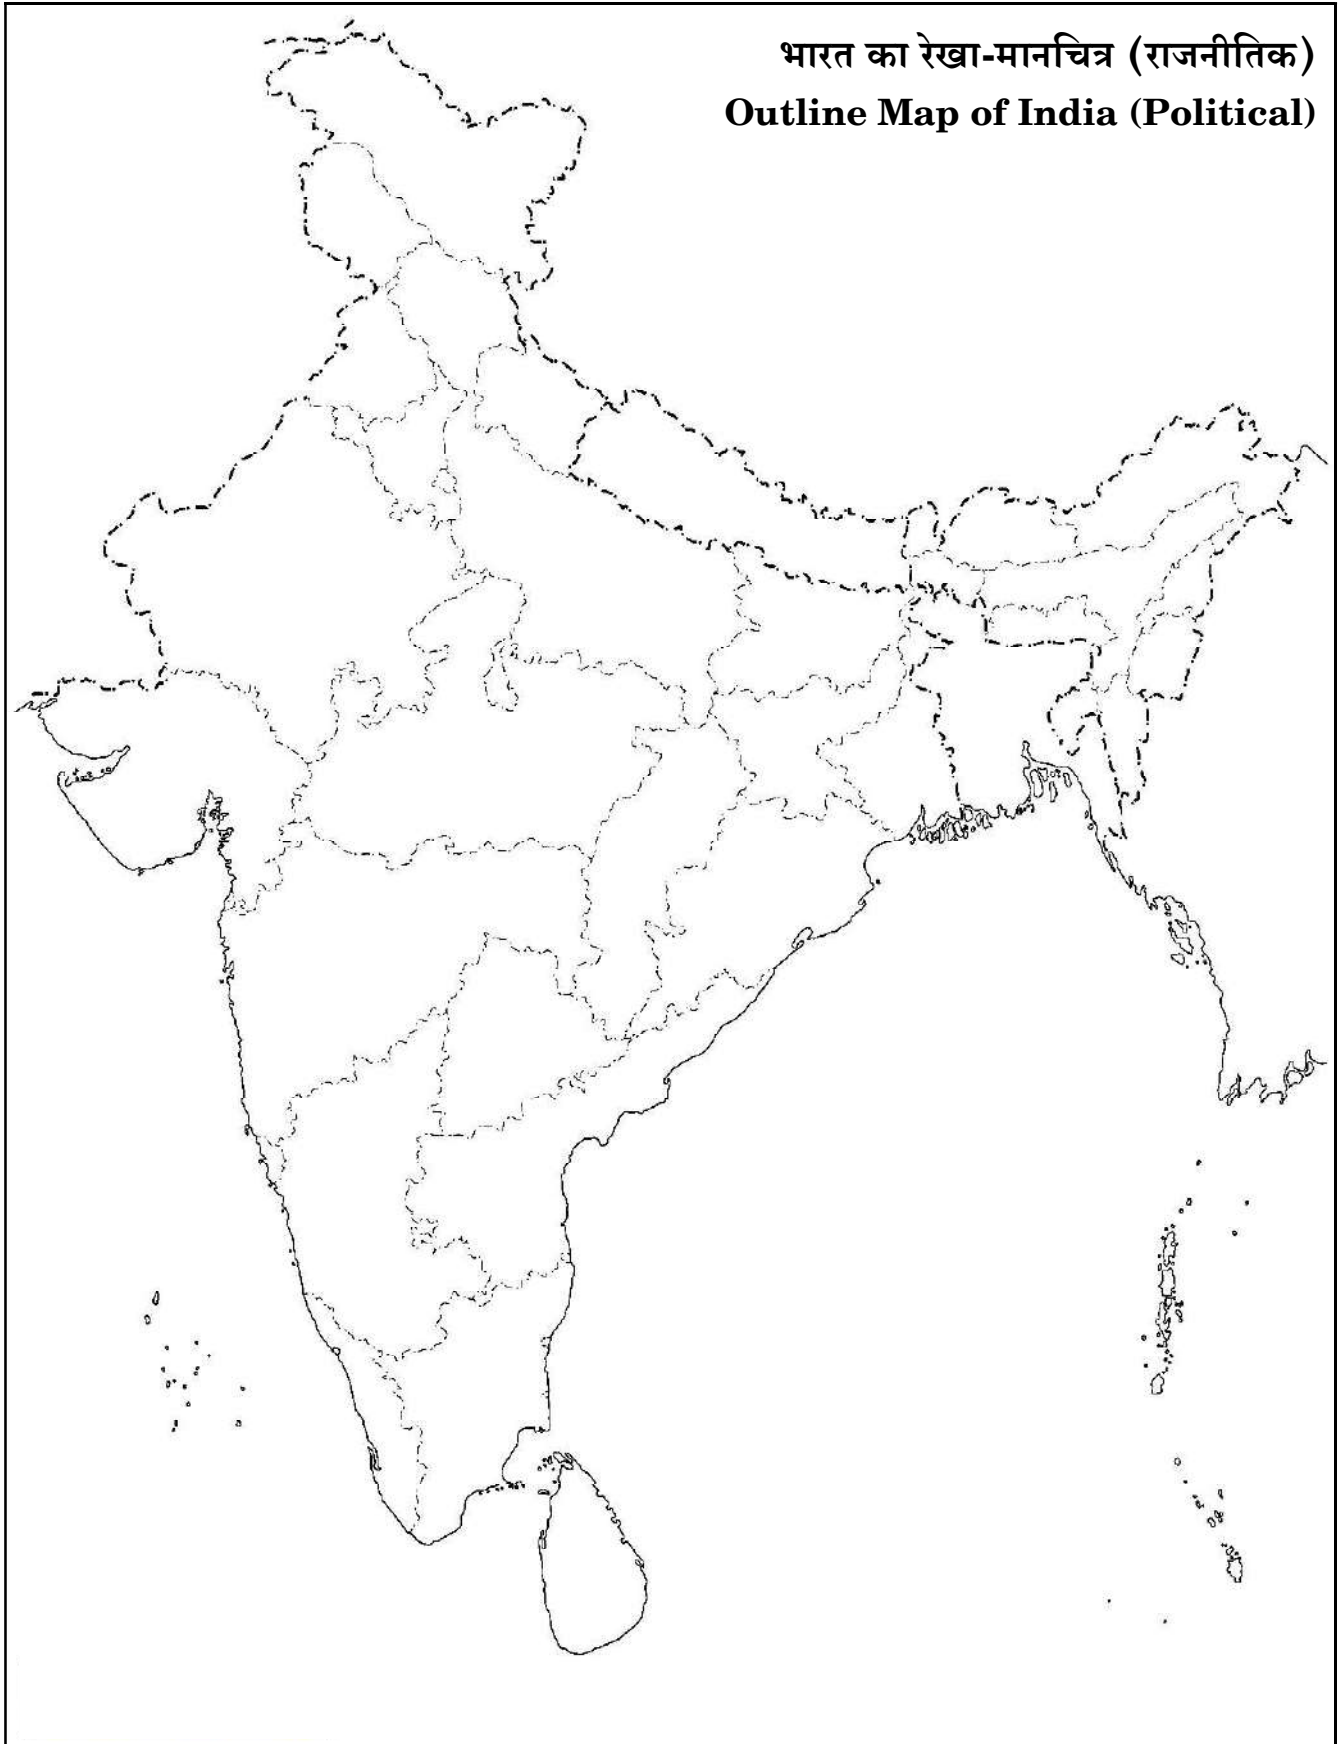 भारत का रेखा-मानचित्र (राजनीतिक)
Outline Map of India (Political)